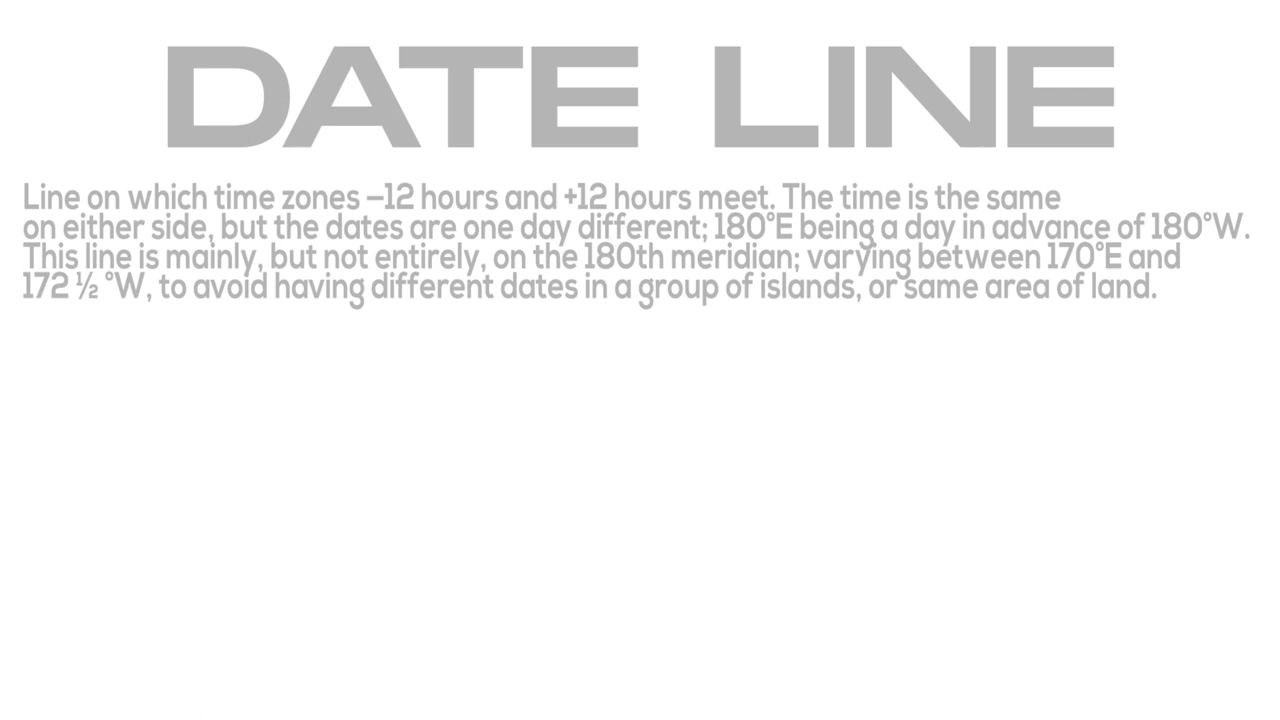 DATE LINE
Line on which time zones –12 hours and +12 hours meet. The time is the same
on either side, but the dates are one day different; 180°E being a day in advance of 180°W.
This line is mainly, but not entirely, on the 180th meridian; varying between 170°E and
172 ½ °W, to avoid having different dates in a group of islands, or same area of land.